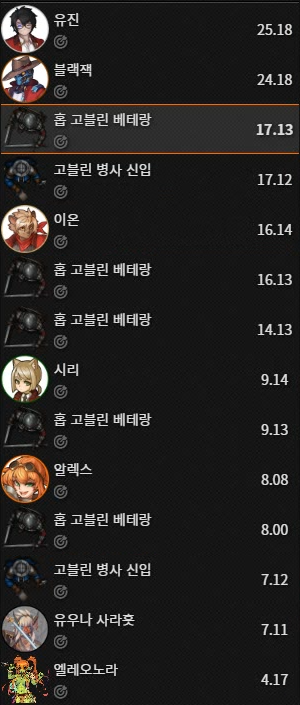 유진
25.18
블랙잭
24.18
홉 고블린 베테랑
17.13
고블린 병사 신입
17.12
이온
16.14
홉 고블린 베테랑
16.13
홉 고블린 베테랑
14.13
시리
9.14
홉 고블린 베테랑
9.13
알렉스
8.08
홉 고블린 베테랑
8.00
고블린 병사 신입
7.12
유우나 사라홋
7.11
엘레오노라
4.17